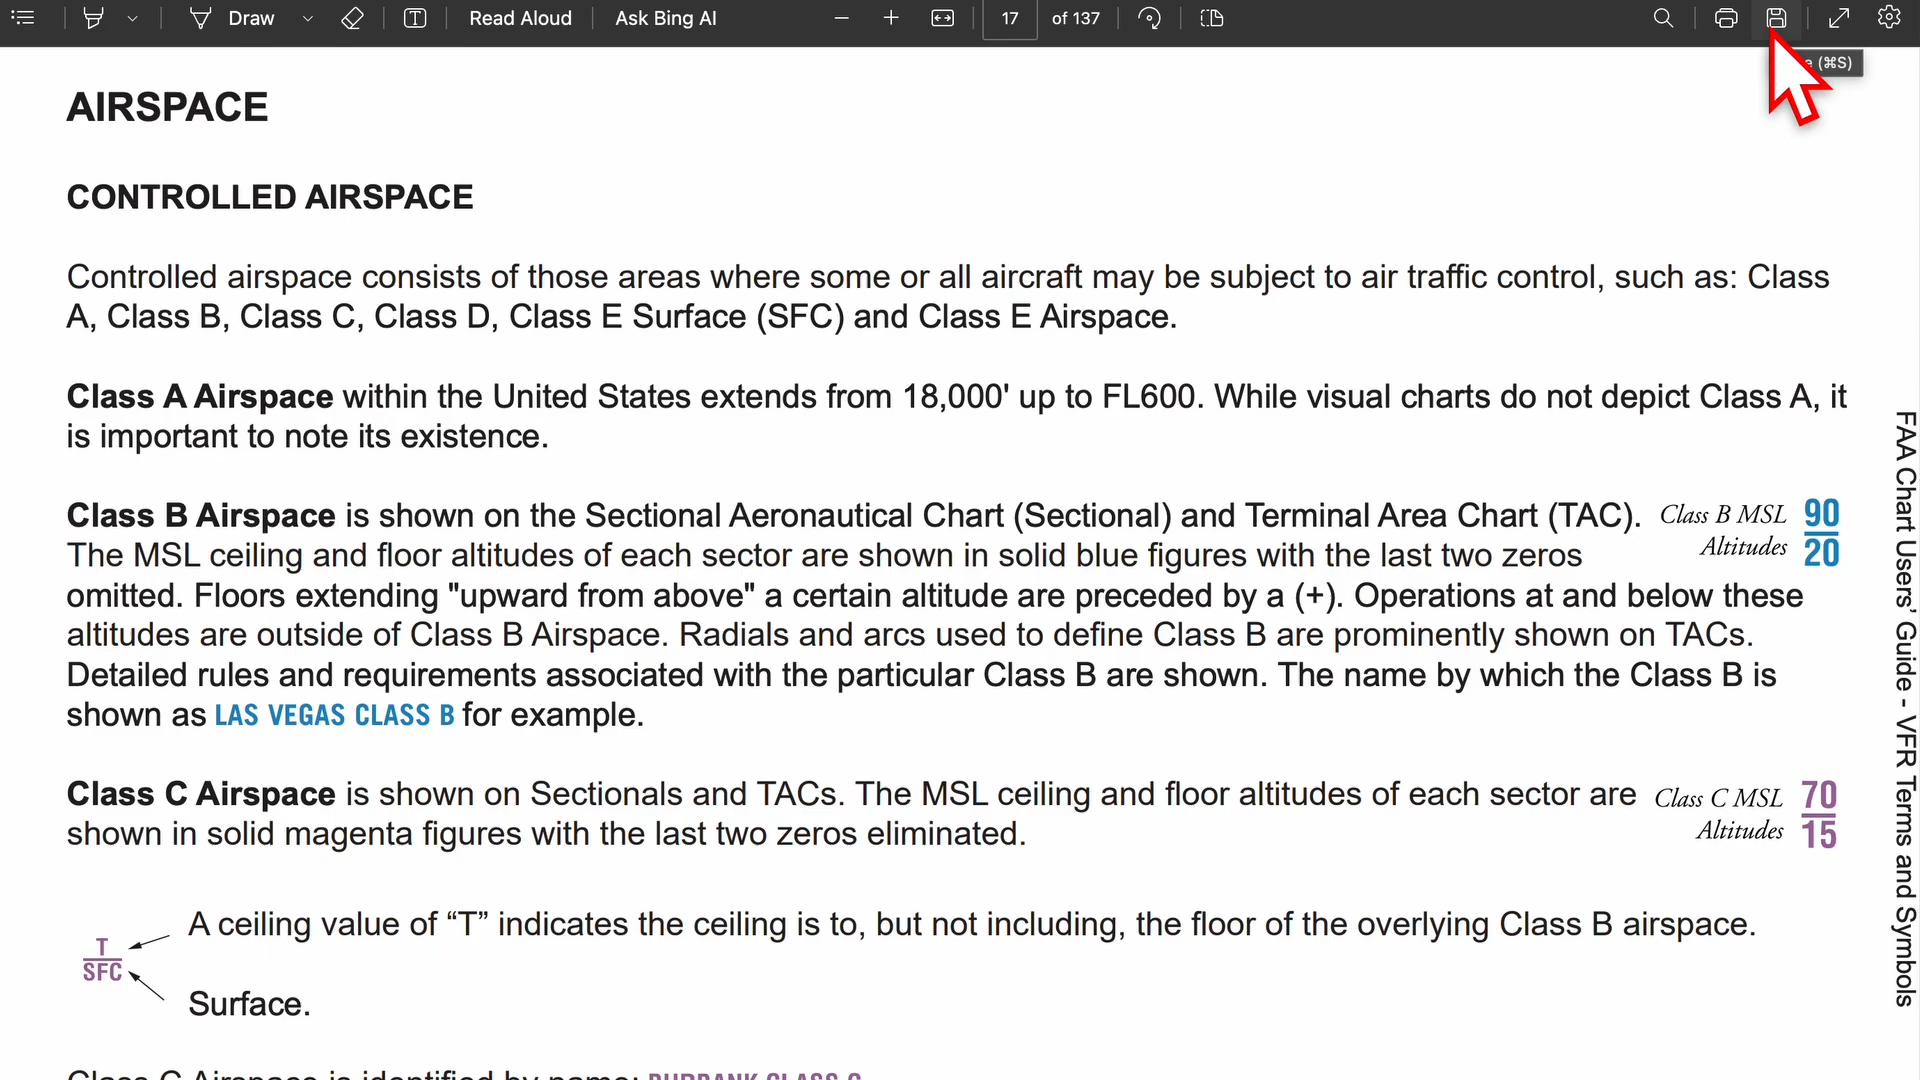 Draw
Read Aloud
Ask Bing AI
17
of 137
(⌘S)
AIRSPACE
CONTROLLED AIRSPACE
Controlled airspace consists of those areas where some or all aircraft may be subject to air traffic control, such as: Class
A, Class B, Class C, Class D, Class E Surface (SFC) and Class E Airspace.
Class A Airspace within the United States extends from 18,000' up to FL600. While visual charts do not depict Class A, it
is important to note its existence.
Class B Airspace is shown on the Sectional Aeronautical Chart (Sectional) and Terminal Area Chart (TAC).
The MSL ceiling and floor altitudes of each sector are shown in solid blue figures with the last two zeros
omitted. Floors extending "upward from above" a certain altitude are preceded by a (+). Operations at and below these
altitudes are outside of Class B Airspace. Radials and arcs used to define Class B are prominently shown on TACs.
Detailed rules and requirements associated with the particular Class B are shown. The name by which the Class B is
shown as LAS VEGAS CLASS B for example.
Class B MSL
Altitudes
90
20
Class C Airspace is shown on Sectionals and TACs. The MSL ceiling and floor altitudes of each sector are
shown in solid magenta figures with the last two zeros eliminated.
Class C MSL
Altitudes
70
15
A ceiling value of “T” indicates the ceiling is to, but not including, the floor of the overlying Class B airspace.
T
SFC
Surface.
Class C Airspace is identified by name: BURBANK CLASS C
FAA Chart Users' Guide - VFR Terms and Symbols